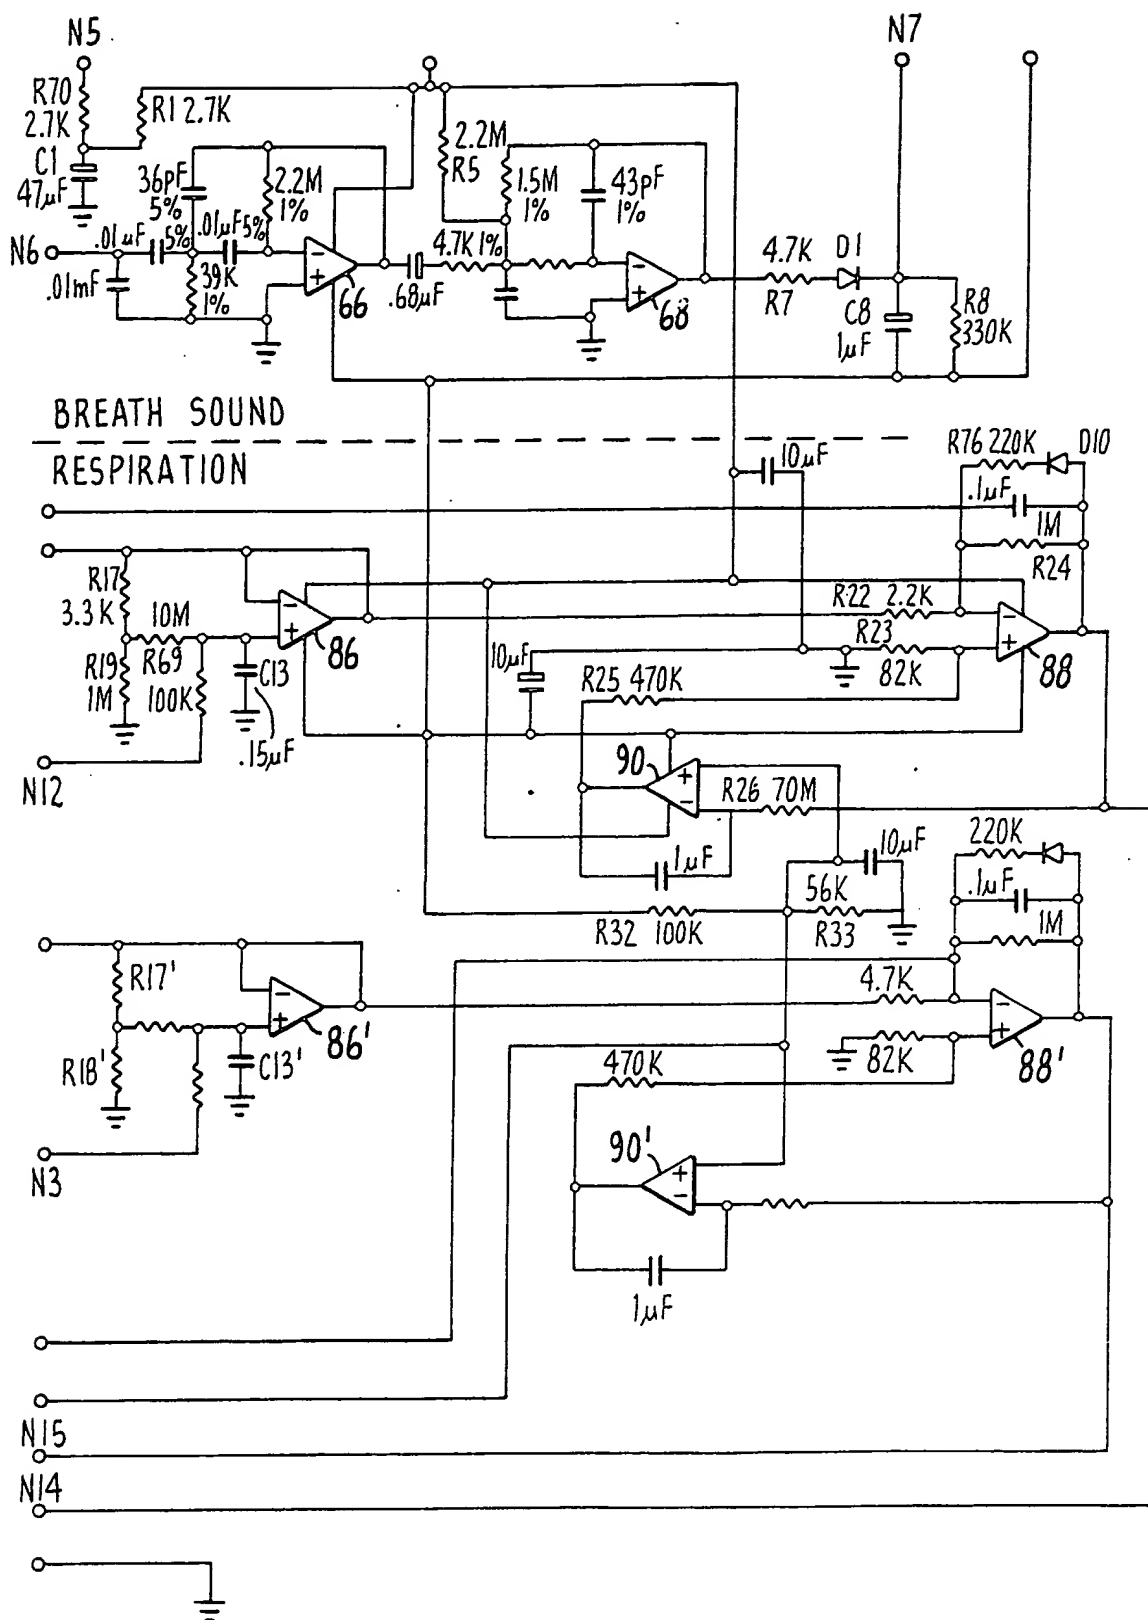 N5
N7
R70
2.7K
R1 2.7K
C1
47µF
36pF
5%
2.2M
1%
2.2M
R5
1.5M
1%
43pF
1%
N6
.01µF
5%
.01µF 5%
.01mF
39K
1%
−
+
66
.68µF
4.7K 1%
−
+
68
4.7K
R7
D1
C8
1µF
R8
330K
BREATH SOUND
RESPIRATION
10µF
R76 220K
D10
.1µF
1M
R24
R17
3.3K
10M
R69
R19
1M
100K
C13
.15µF
−
+
86
N12
10µF
R22 2.2K
R23
82K
−
+
88
R25 470K
90
+
−
R26 70M
1µF
10µF
56K
R33
R32 100K
220K
.1µF
1M
R17'
R18'
C13'
−
+
86'
N3
4.7K
82K
−
+
88'
470K
90'
+
−
1µF
N15
N14